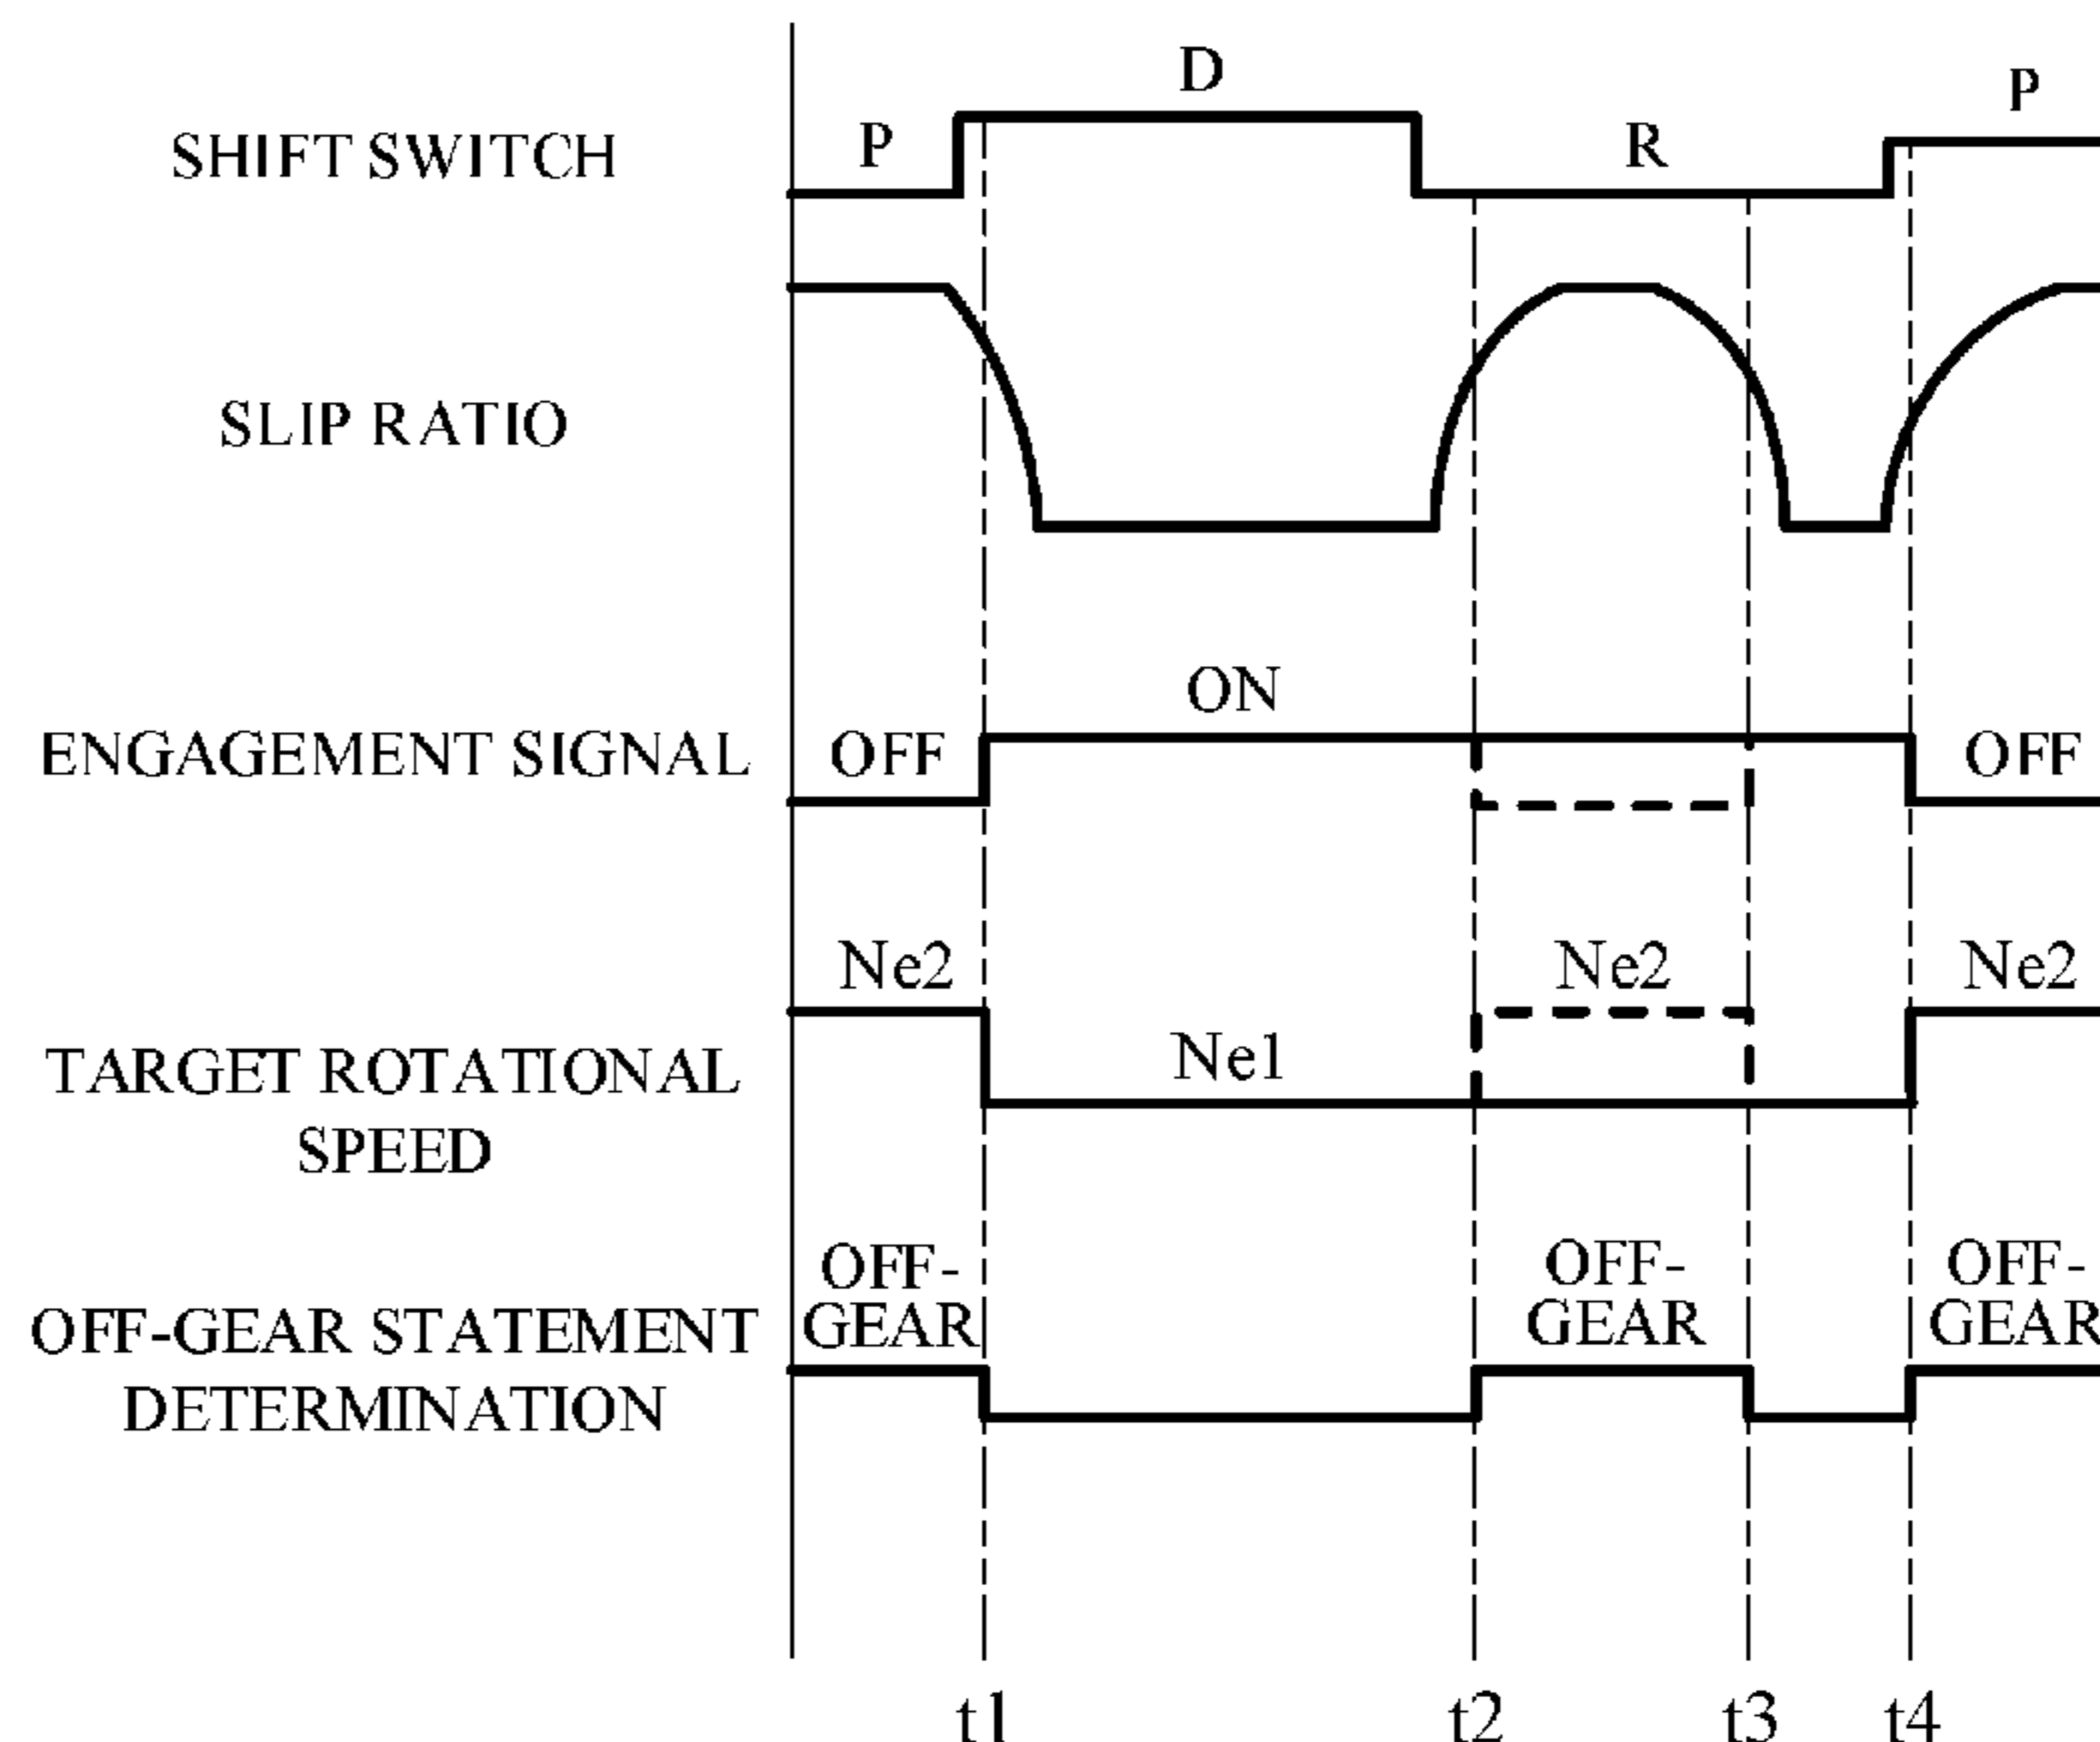 D
P
SHIFT SWITCH
P
R
SLIP RATIO
ON
ENGAGEMENT SIGNAL
OFF
OFF
Ne2
Ne2
Ne2
TARGET ROTATIONAL
SPEED
Ne1
OFF-
GEAR
OFF-
GEAR
OFF-
GEAR
OFF-GEAR STATEMENT
DETERMINATION
t1
t2
t3
t4